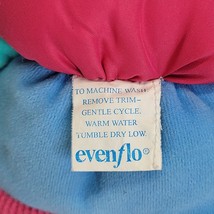 TO MACHINE WASH
REMOVE TRIM-
GENTLE CYCLE.
WARM WATER
TUMBLE DRY LOW
evenflo®